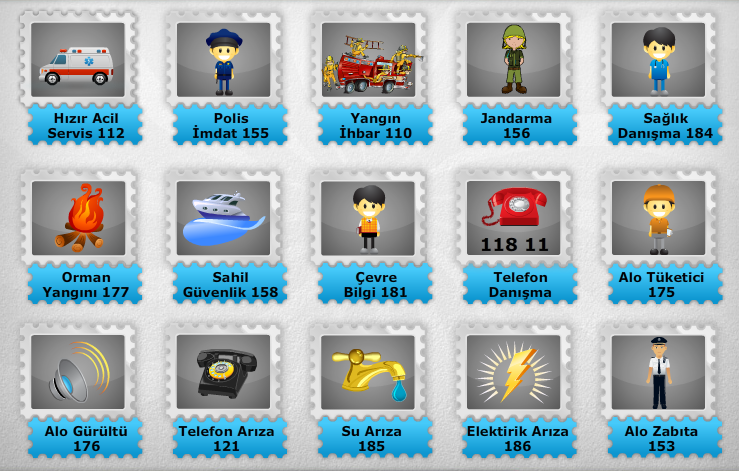 Hızır Acil
Servis 112
Polis
İmdat 155
Yangın
İhbar 110
Jandarma
156
Sağlık
Danışma 184
Orman
Yangını 177
Sahil
Güvenlik 158
Çevre
Bilgi 181
118 11
Telefon
Danışma
Alo Tüketici
175
Alo Gürültü
176
Telefon Arıza
121
Su Arıza
185
Elektirik Arıza
186
Alo Zabıta
153